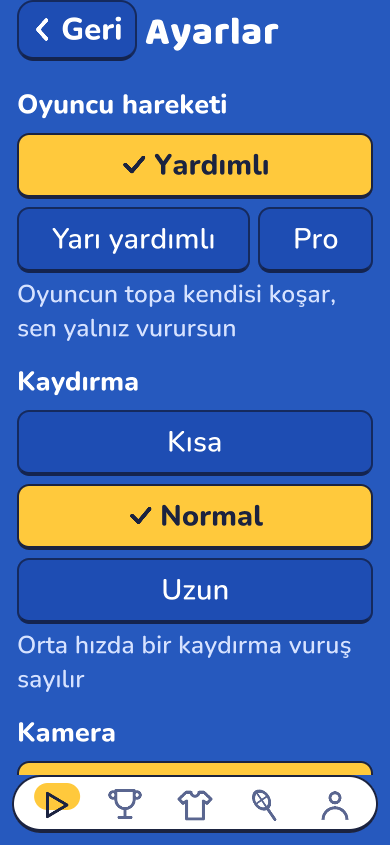 Geri Ayarlar
Oyuncu hareketi
Yardımlı
Yarı yardımlı Pro
Oyuncun topa kendisi koşar,
sen yalnız vurursun
Kaydırma
Kısa
Normal
Uzun
Orta hızda bir kaydırma vuruş
sayılır
Kamera